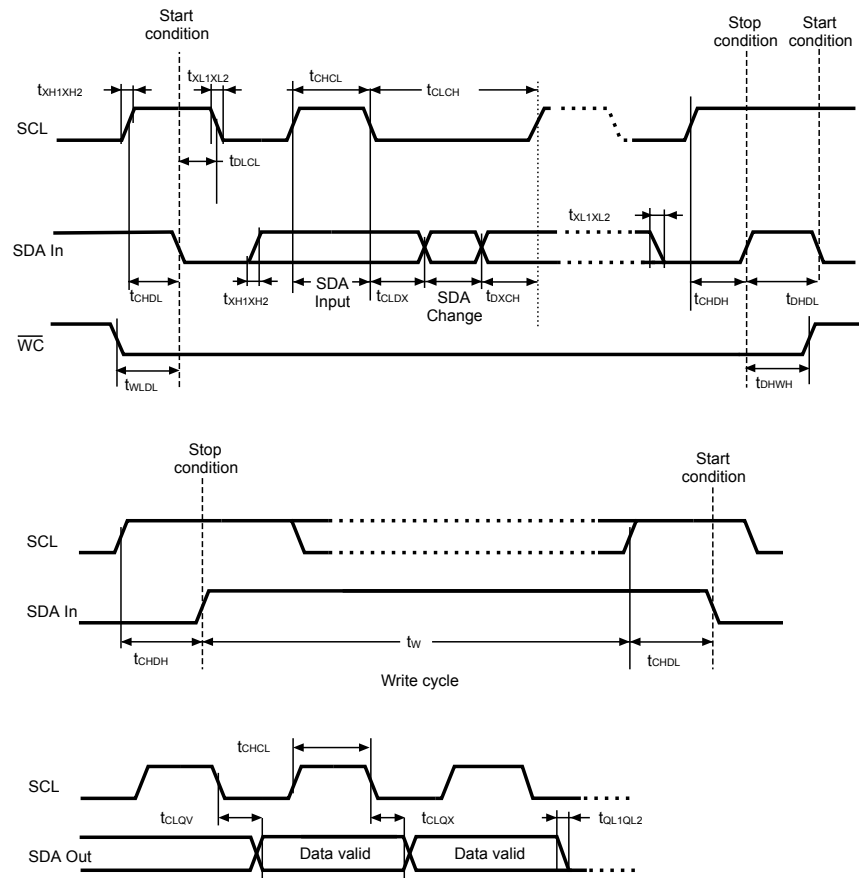 Start
condition
Stop
condition
Start
condition
tXH1XH2
tXL1XL2
tCHCL
tCLCH
SCL
tDLCL
tXL1XL2
SDA In
tCHDL
tXH1XH2
SDA
Input
tCLDX
SDA
Change
tDXCH
tCHDH
tDHDL
WC
tWLDL
tDHWH
Stop
condition
Start
condition
SCL
SDA In
tCHDH
tW
tCHDL
Write cycle
tCHCL
SCL
tCLQV
tCLQX
tQL1QL2
SDA Out
Data valid
Data valid